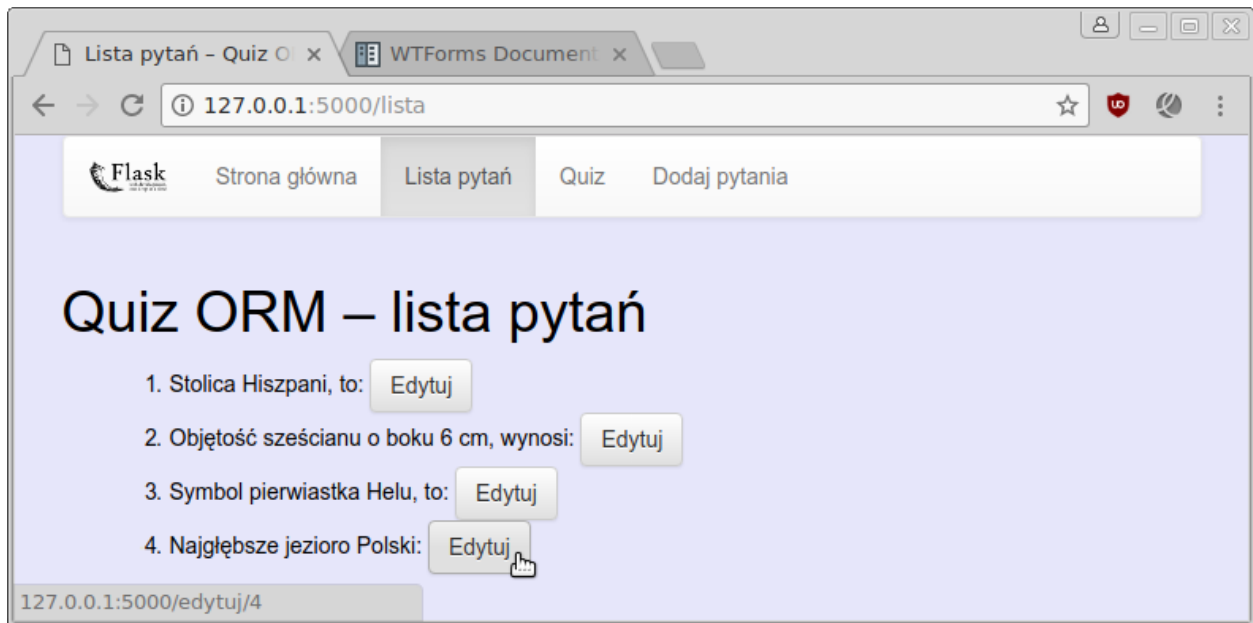 Lista pytań – Quiz O
WTForms Document
127.0.0.1:5000/lista
Flask Strona główna Lista pytań Quiz Dodaj pytania
Quiz ORM – lista pytań
1. Stolica Hiszpani, to: Edytuj
2. Objętość sześcianu o boku 6 cm, wynosi: Edytuj
3. Symbol pierwiastka Helu, to: Edytuj
4. Najgłębsze jezioro Polski: Edytuj
127.0.0.1:5000/edytuj/4